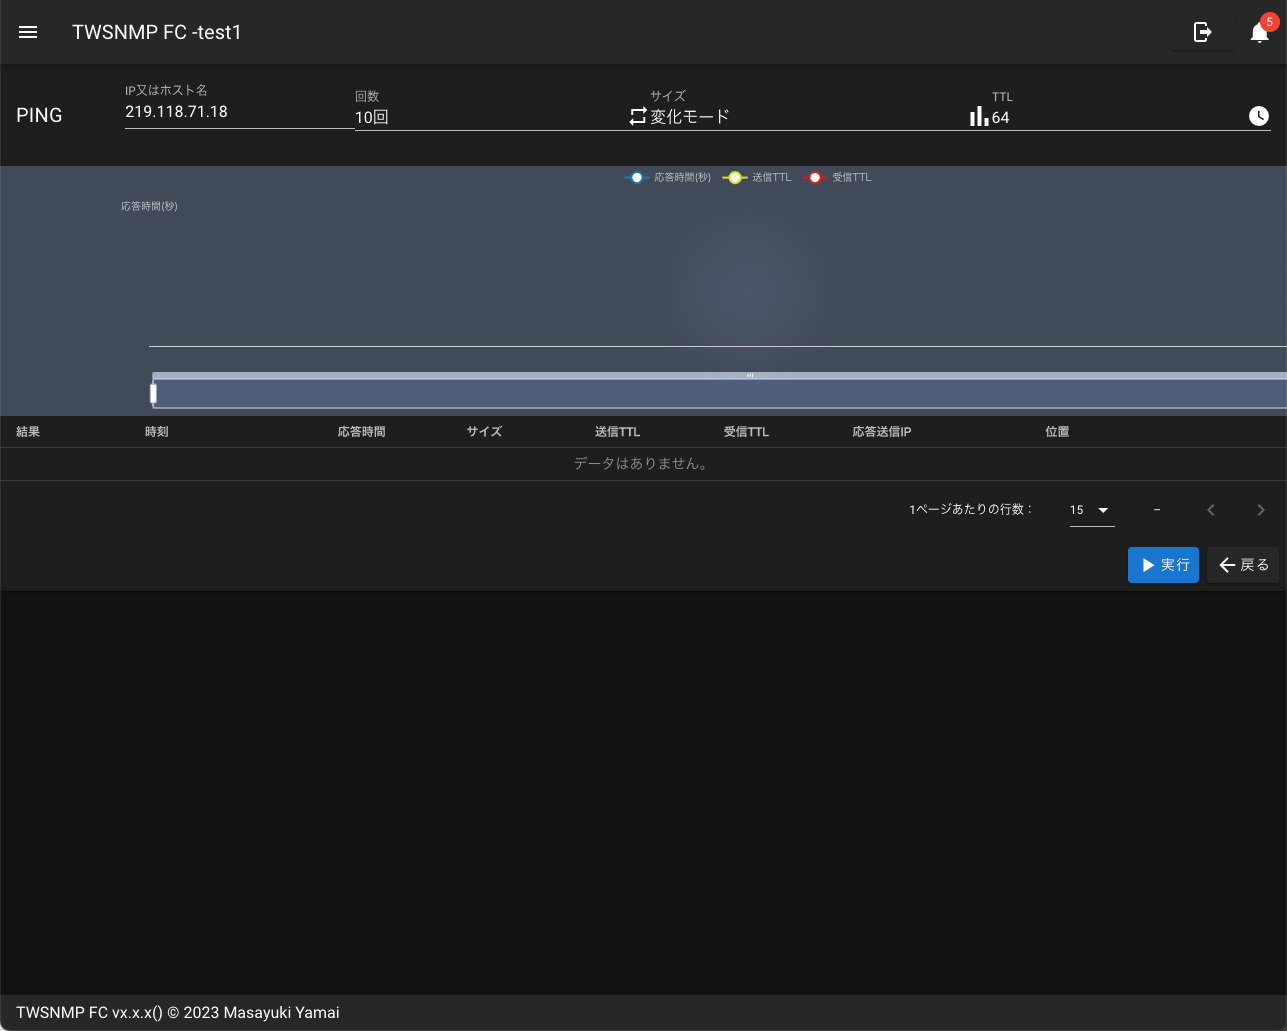 TWSNMP FC -test1
5
PING
IP又はホスト名
219.118.71.18
回数
10回
サイズ
変化モード
TTL
64
応答時間(秒) 送信TTL 受信TTL
応答時間(秒)
結果 時刻 応答時間 サイズ 送信TTL 受信TTL 応答送信IP 位置
データはありません。
1ページあたりの行数： 15 –
実行 戻る
TWSNMP FC vx.x.x() © 2023 Masayuki Yamai